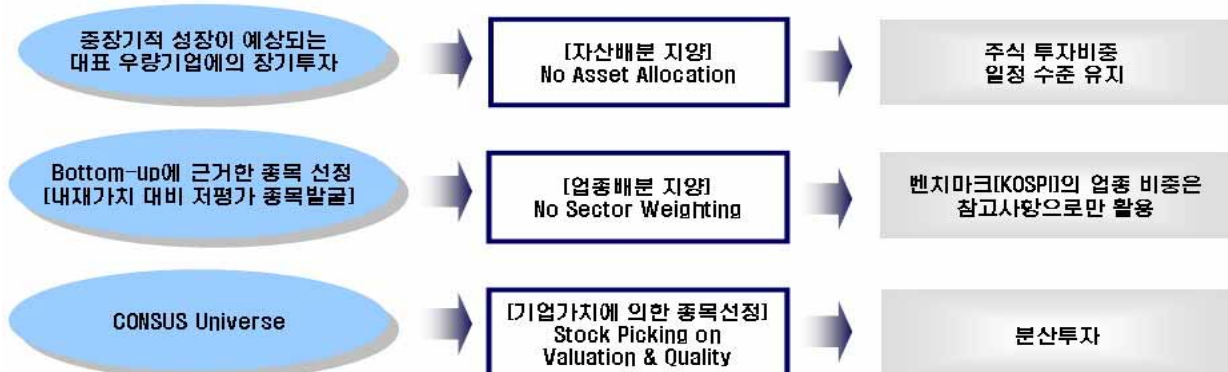 중장기적 성장이 예상되는
대표 우량기업에의 장기투자
[자산배분 지양]
No Asset Allocation
주식 투자비중
일정 수준 유지
Bottom-up에 근거한 종목 선정
[내재가치 대비 저평가 종목발굴]
[업종배분 지양]
No Sector Weighting
벤치마크[KOSPI]의 업종 비중은
참고사항으로만 활용
CONSUS Universe
[기업가치에 의한 종목선정]
Stock Picking on
Valuation & Quality
분산투자